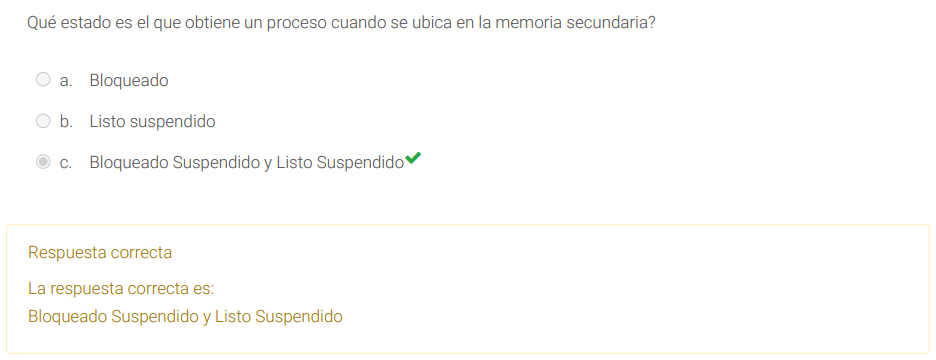 Qué estado es el que obtiene un proceso cuando se ubica en la memoria secundaria?
a. Bloqueado
b. Listo suspendido
c. Bloqueado Suspendido y Listo Suspendido
Respuesta correcta
La respuesta correcta es:
Bloqueado Suspendido y Listo Suspendido